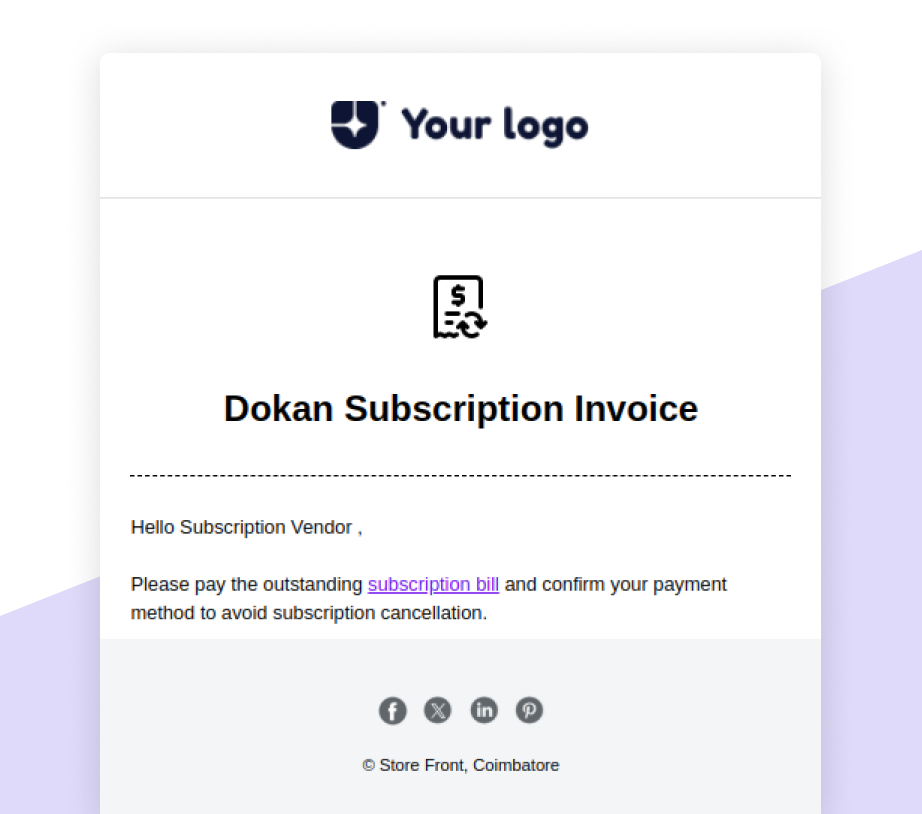 Your logo
$
Dokan Subscription Invoice
Hello Subscription Vendor ,
Please pay the outstanding subscription bill and confirm your payment
method to avoid subscription cancellation.
f X in P
© Store Front, Coimbatore